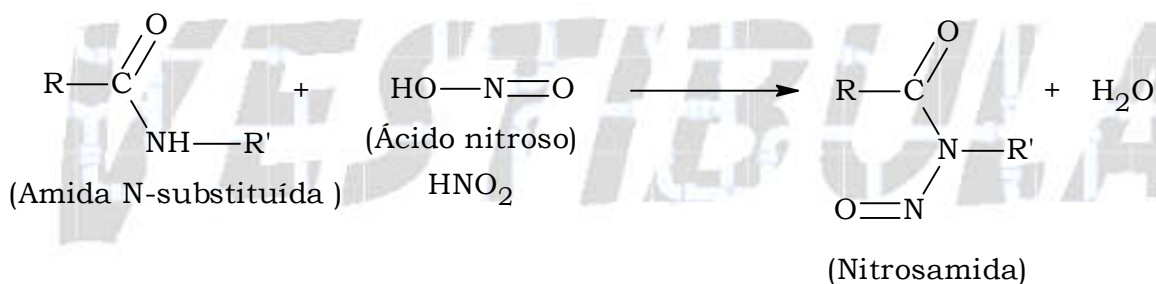 VESTIBULA
O
R—C
NH—R'
(Amida N-substituída )
+
HO—N=O
(Ácido nitroso)
HNO2
O
R—C
N—R'
O=N
(Nitrosamida)
+ H2O